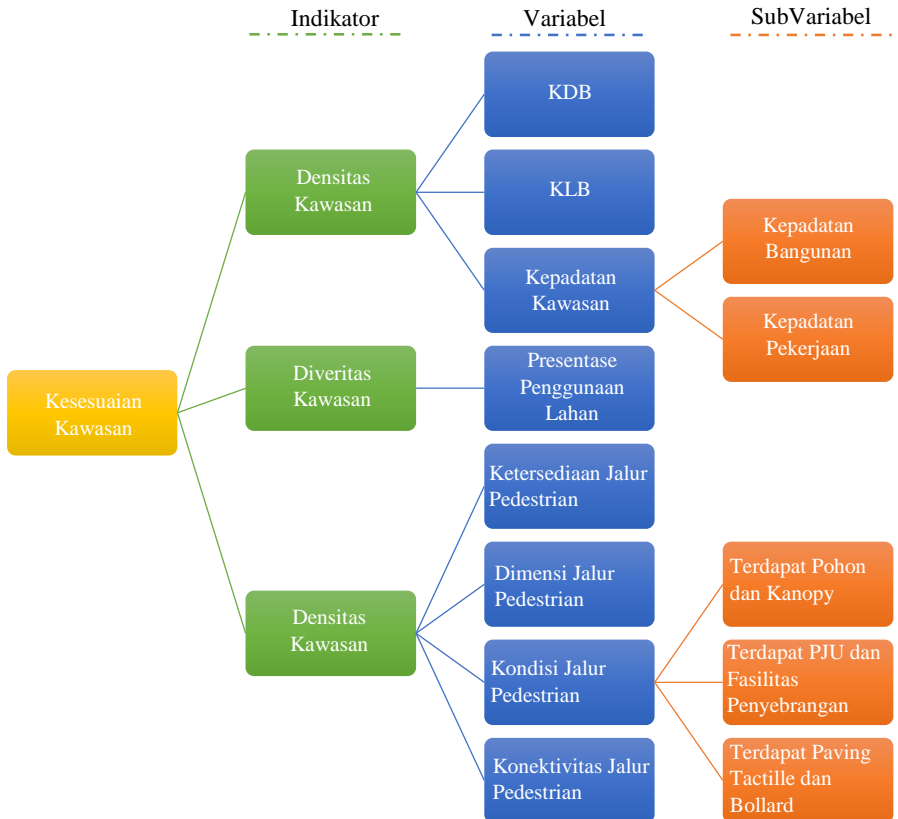 Indikator
Variabel
SubVariabel
Kesesuaian
Kawasan
Densitas
Kawasan
KDB
KLB
Kepadatan
Kawasan
Kepadatan
Bangunan
Kepadatan
Pekerjaan
Diveritas
Kawasan
Presentase
Penggunaan
Lahan
Densitas
Kawasan
Ketersediaan Jalur
Pedestrian
Dimensi Jalur
Pedestrian
Kondisi Jalur
Pedestrian
Terdapat Pohon
dan Kanopy
Terdapat PJU dan
Fasilitas
Penyebrangan
Terdapat Paving
Tactille dan
Bollard
Konektivitas Jalur
Pedestrian